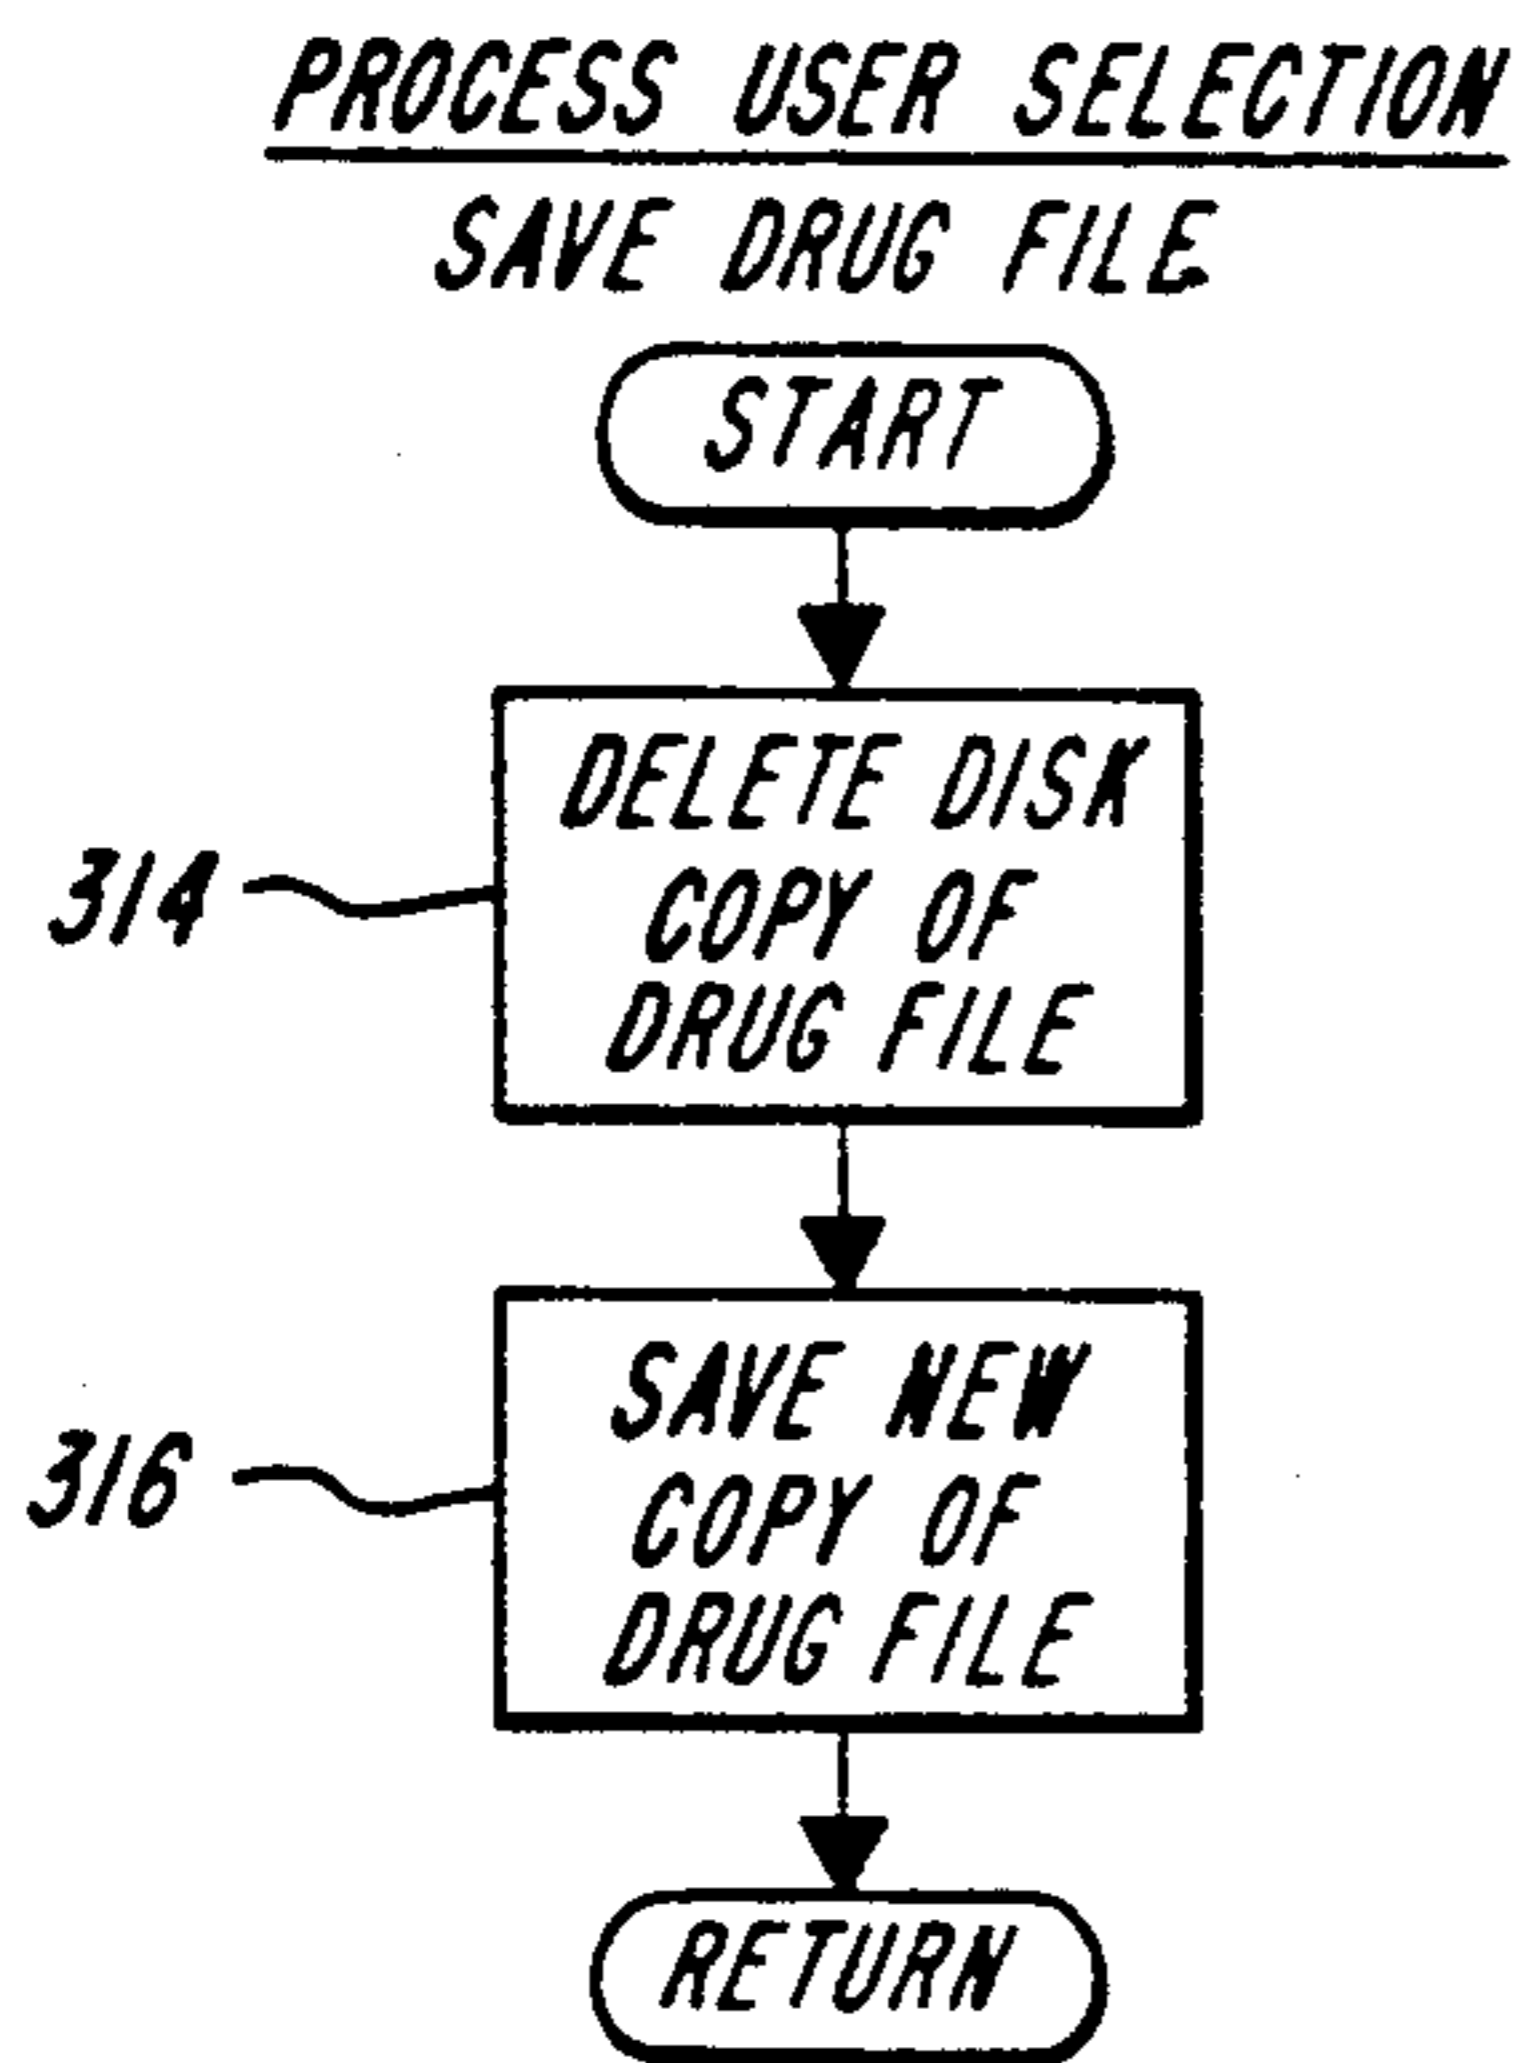 PROCESS USER SELECTION
SAVE DRUG FILE
START
314
DELETE DISK
COPY OF
DRUG FILE
316
SAVE NEW
COPY OF
DRUG FILE
RETURN